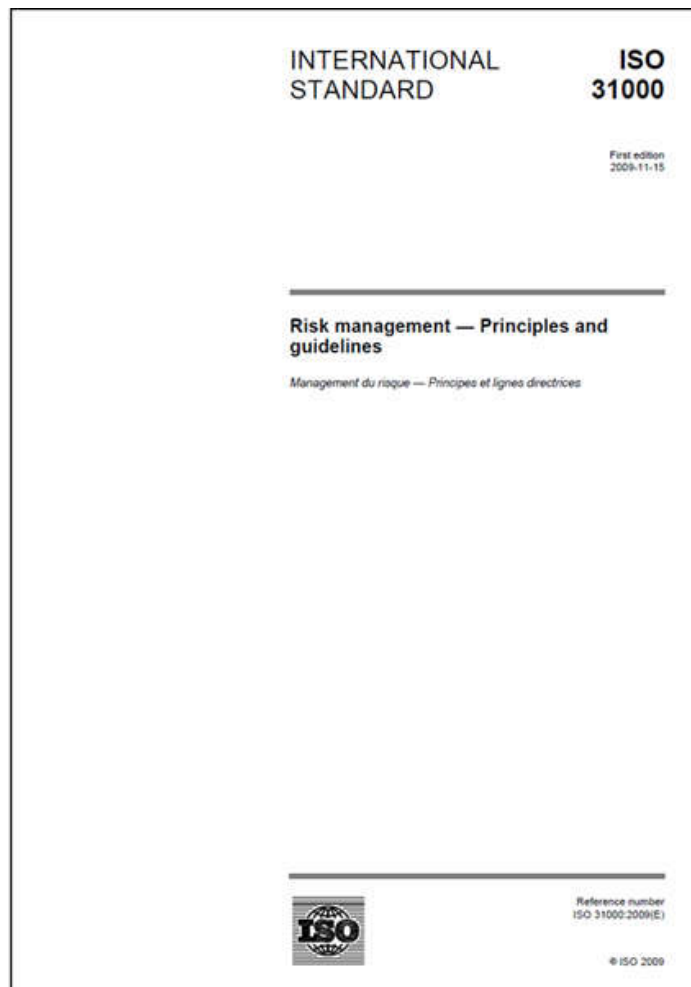 INTERNATIONAL STANDARD
ISO 31000
First edition
2009-11-15
Risk management — Principles and
guidelines
Management du risque — Principes et lignes directrices
ISO
Reference number
ISO 31000:2009(E)
© ISO 2009